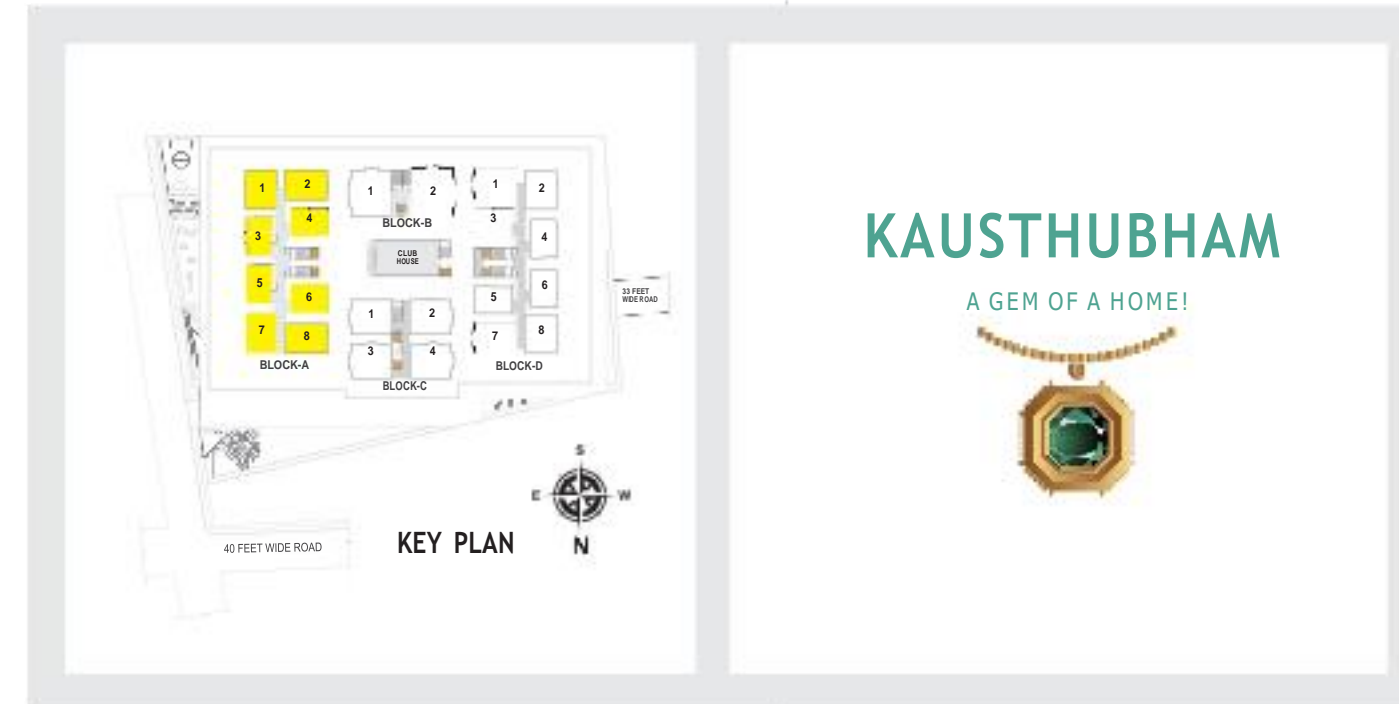 1 2
3 4
5 6
7 8
BLOCK-A
1 2
BLOCK-B
CLUB
HOUSE
1 2
3 4
BLOCK-C
1 2
3 4
5 6
7 8
BLOCK-D
33 FEET
WIDE ROAD
40 FEET WIDE ROAD
KEY PLAN
S
E W
N
KAUSTHUBHAM
A GEM OF A HOME!